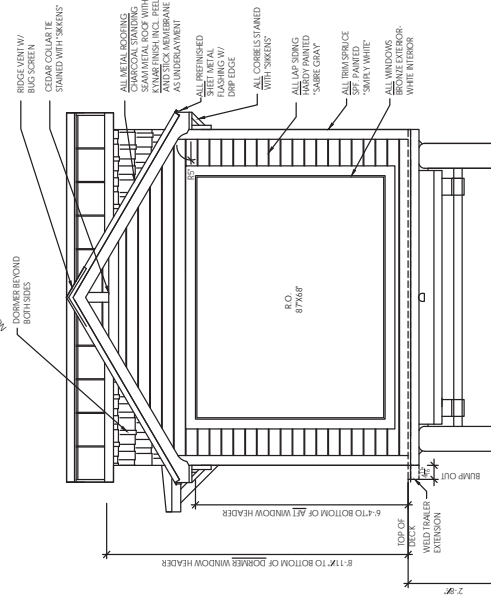 RIDGE VENT W/
BUG SCREEN
CEDAR COLLAR TIE
STAINED WITH "SIKKENS"
ALL METAL ROOFING
CHARCOAL STANDING
SEAM METAL ROOF WITH
KYNAR FINISH, INCL. PEEL
AND STICK MEMEBRANE
AS UNDERLAYMENT
ALL PREFINISHED
SHEET METAL
FLASHING W/
DRIP EDGE
ALL CORBELS STAINED
WITH "SIKKENS"
ALL LAP SIDING
HARDY PAINTED
"SABRE GRAY"
ALL TRIM SPRUCE
SPF. PAINTED
"SIMPLY WHITE"
ALL WINDOWS
BRONZE EXTERIOR-
WHITE INTERIOR
DORMER BEYOND
BOTH SIDES
R5"
R.O.
87"X68"
6'-4" TO BOTTOM OF AFT WINDOW HEADER
8'-11¼" TO BOTTOM OF DORMER WINDOW HEADER
TOP OF
DECK
WELD TRAILER
EXTENSION
BUMP OUT